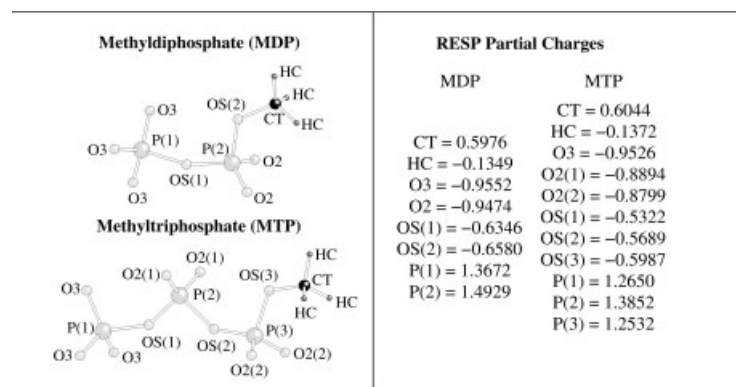 Methyldiphosphate (MDP)
HC
O3
OS(2)
HC
CT
HC
P(1)
P(2)
O3
O2
OS(1)
O3
O2
Methyltriphosphate (MTP)
HC
O2(1)
O2(1)
OS(3)
CT
O3
P(2)
HC
HC
P(1)
P(3)
OS(1)
OS(2)
O3
O3
O2(2)
O2(2)
RESP Partial Charges
MDP
CT = 0.5976
HC = −0.1349
O3 = −0.9552
O2 = −0.9474
OS(1) = −0.6346
OS(2) = −0.6580
P(1) = 1.3672
P(2) = 1.4929
MTP
CT = 0.6044
HC = −0.1372
O3 = −0.9526
O2(1) = −0.8894
O2(2) = −0.8799
OS(1) = −0.5322
OS(2) = −0.5689
OS(3) = −0.5987
P(1) = 1.2650
P(2) = 1.3852
P(3) = 1.2532